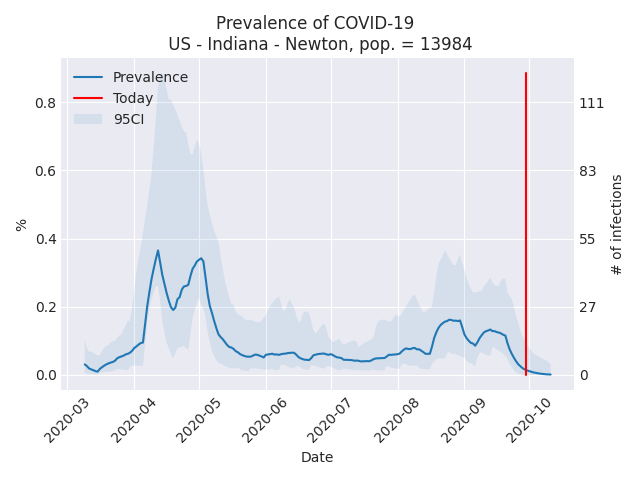 Prevalence of COVID-19
US - Indiana - Newton, pop. = 13984
Prevalence
Today
95CI
0.8
0.6
0.4
0.2
0.0
%
111
83
55
27
0
# of infections
2020-03
2020-04
2020-05
2020-06
2020-07
2020-08
2020-09
2020-10
Date